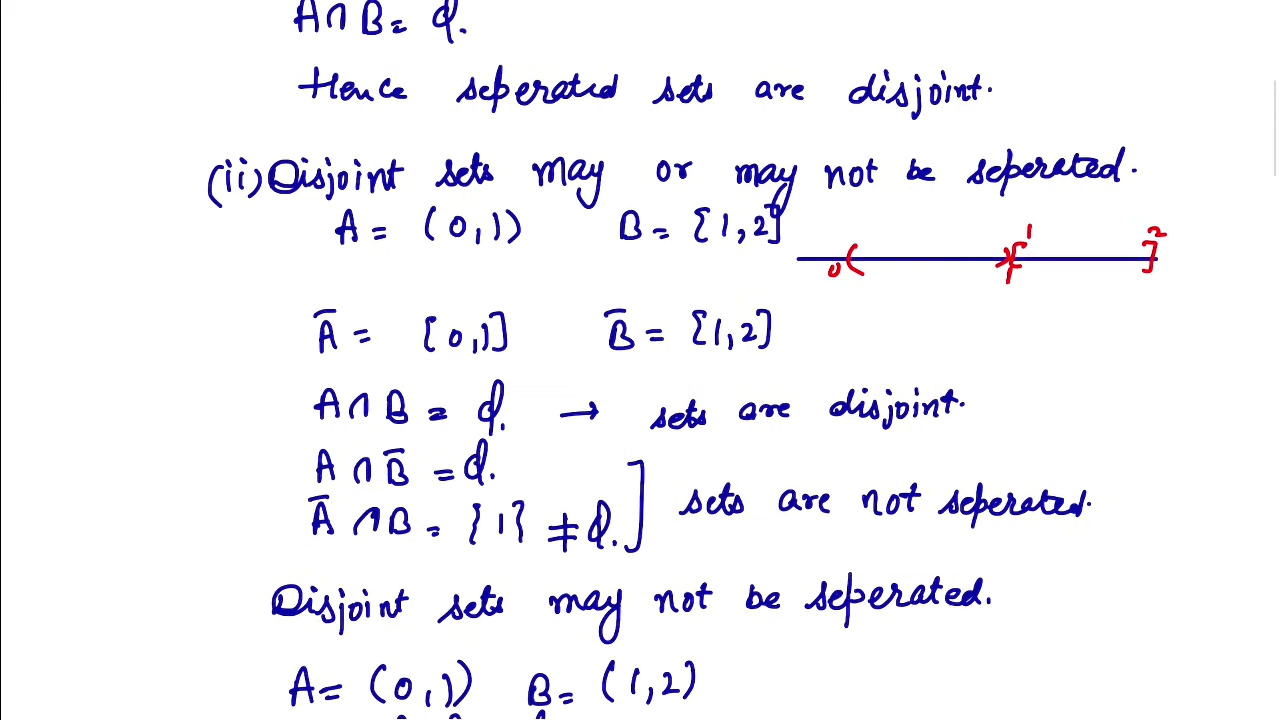 A∩B = ϕ.
Hence seperated sets are disjoint.
(ii) Disjoint sets may or may not be seperated.
A = (0,1) B = [1,2]
0 ( ) [ 1 ] 2
Ā = [0,1] B̄ = [1,2]
A∩B = ϕ. → sets are disjoint.
A∩B̄ = ϕ.
Ā∩B = {1} ≠ ϕ. ] sets are not seperated.
Disjoint sets may not be seperated.
A = (0,1) B = (1,2)